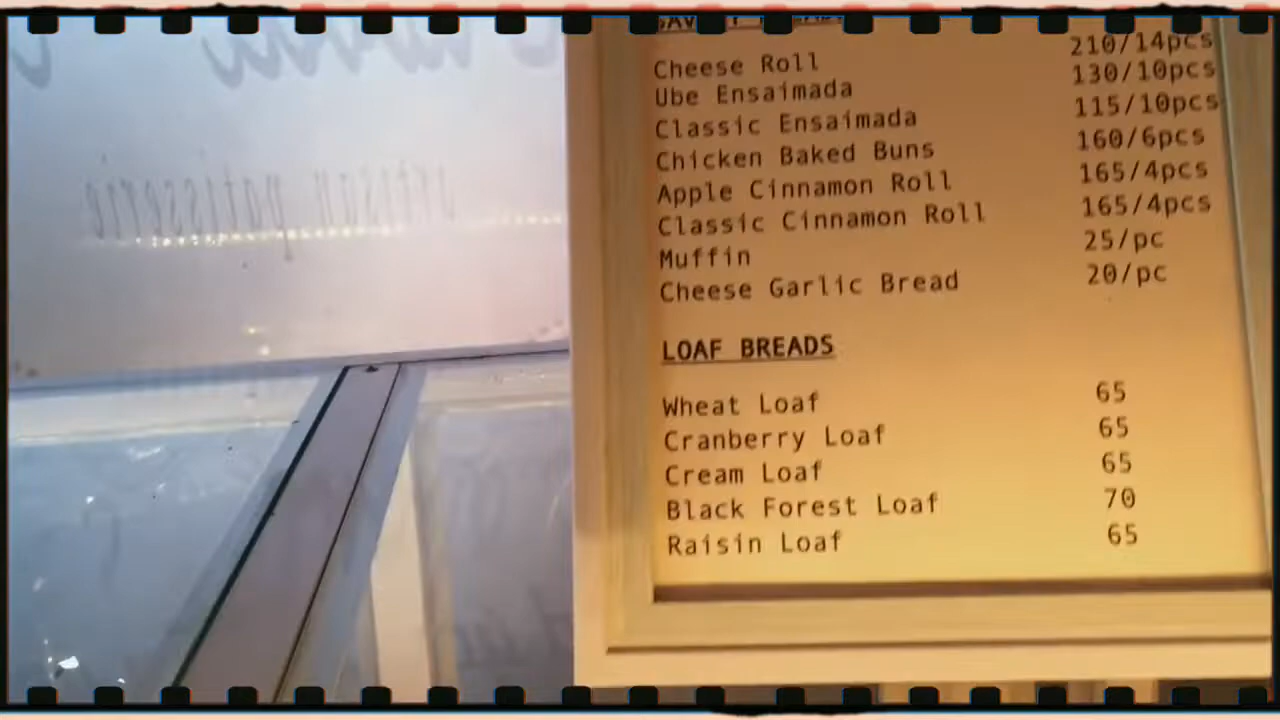 artisan patisserie
Cheese Roll 210/14pcs
Ube Ensaimada 130/10pcs
Classic Ensaimada 115/10pcs
Chicken Baked Buns 160/6pcs
Apple Cinnamon Roll 165/4pcs
Classic Cinnamon Roll 165/4pcs
Muffin 25/pc
Cheese Garlic Bread 20/pc
LOAF BREADS
Wheat Loaf 65
Cranberry Loaf 65
Cream Loaf 65
Black Forest Loaf 70
Raisin Loaf 65